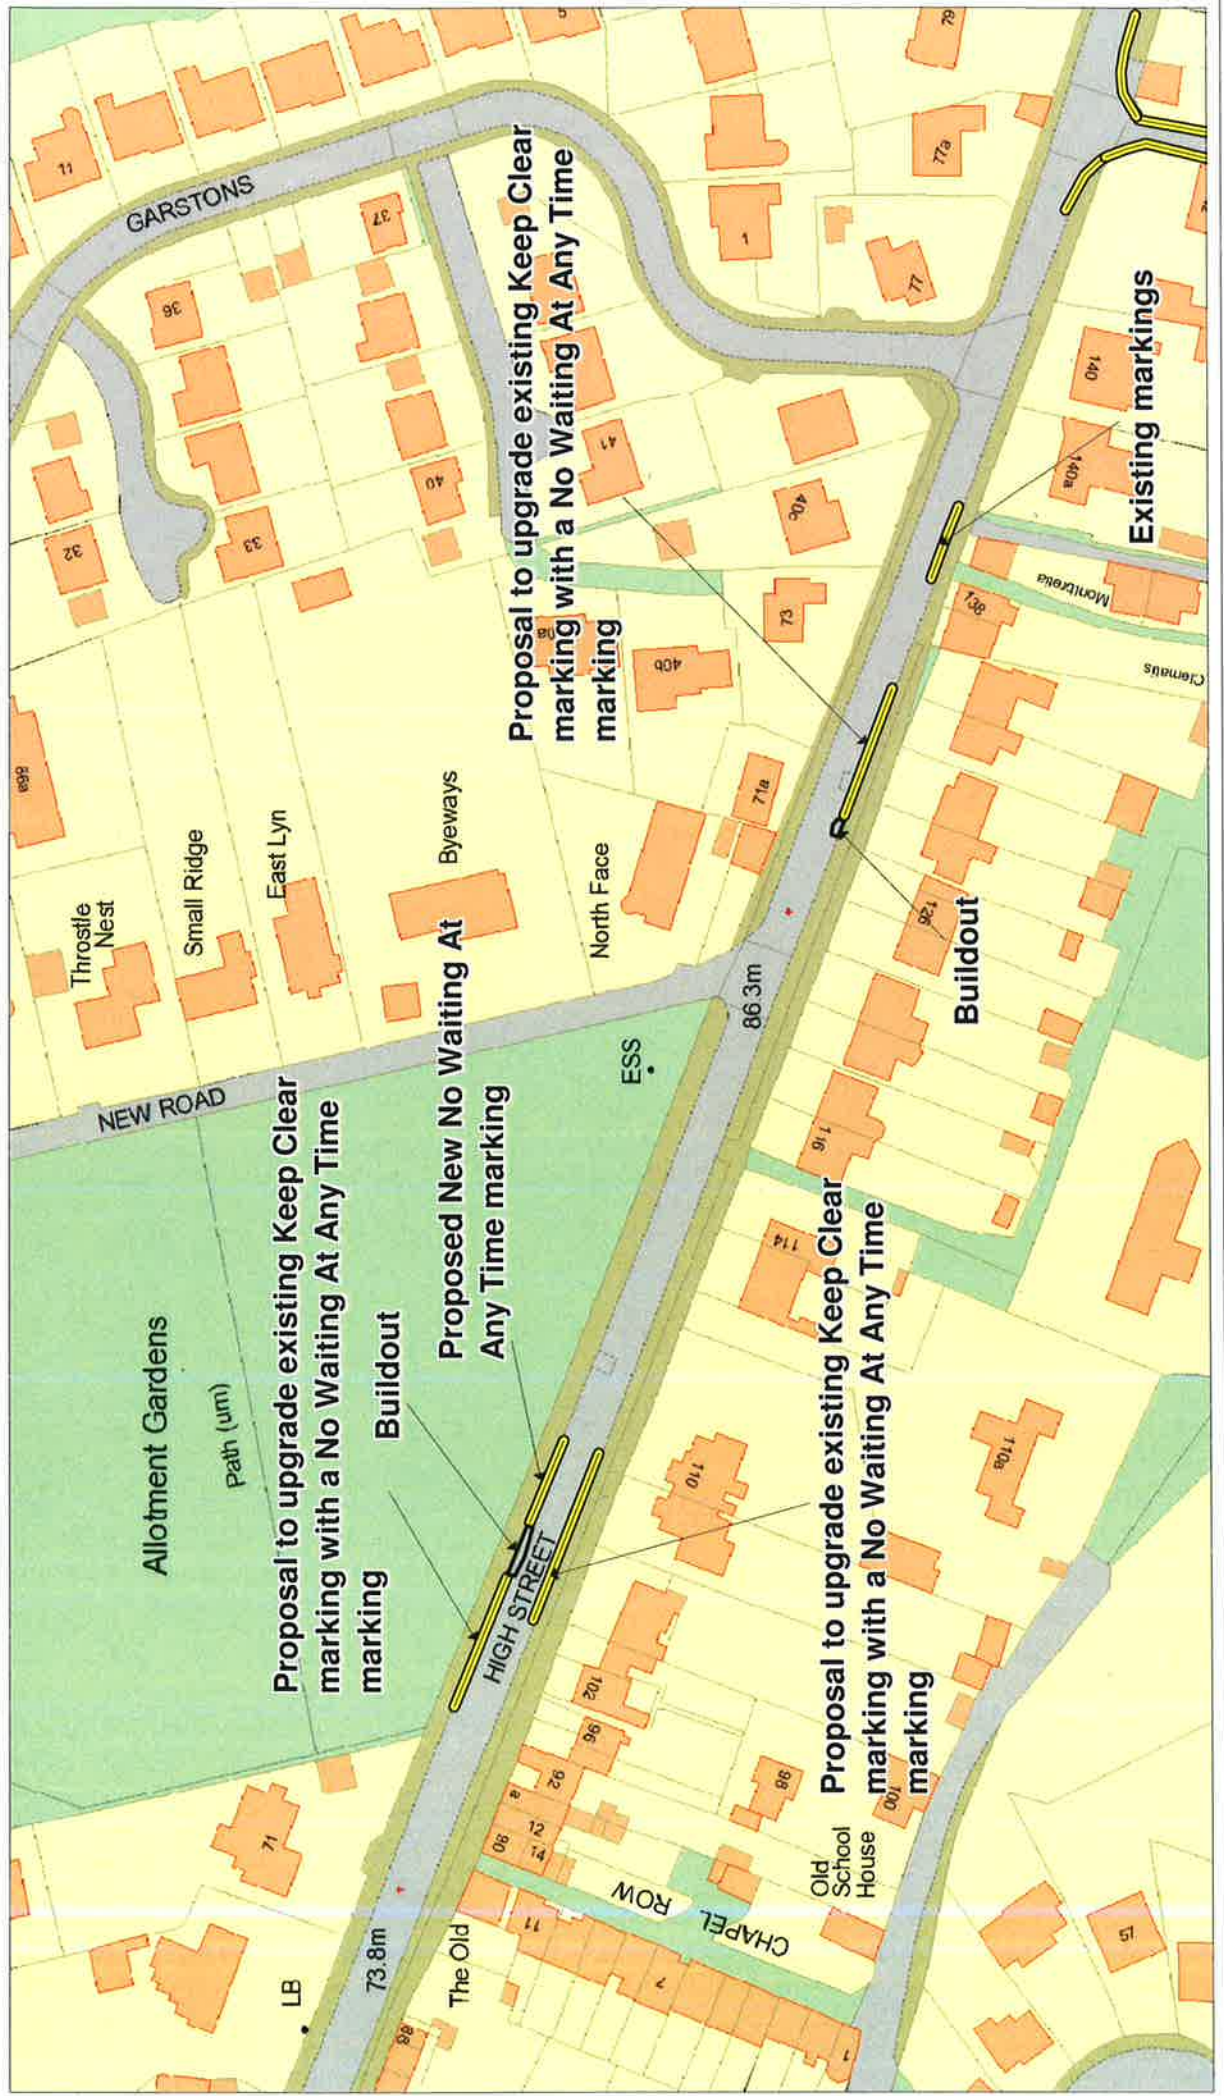 Allotment Gardens
Path (um)
NEW ROAD
GARSTONS
HIGH STREET
Throstle
Nest
Small Ridge
East Lyn
Byeways
North Face
ESS
LB
73.8m
86.3m
The Old
CHAPEL
ROW
Old
School
House
Montbretia
Clematis
Proposal to upgrade existing Keep Clear
marking with a No Waiting At Any Time
marking
Buildout
Proposed New No Waiting At
Any Time marking
Proposal to upgrade existing Keep Clear
marking with a No Waiting At Any Time
marking
Buildout
Proposal to upgrade existing Keep Clear
marking with a No Waiting At Any Time
marking
Existing markings
71
88
90
12
14
a
92
96
98
100
102
110
110a
114
116
126
138
140a
140
11
7
1
57
71a
73
40b
40c
41
40
37
36
33
32
11
1
77
77a
79